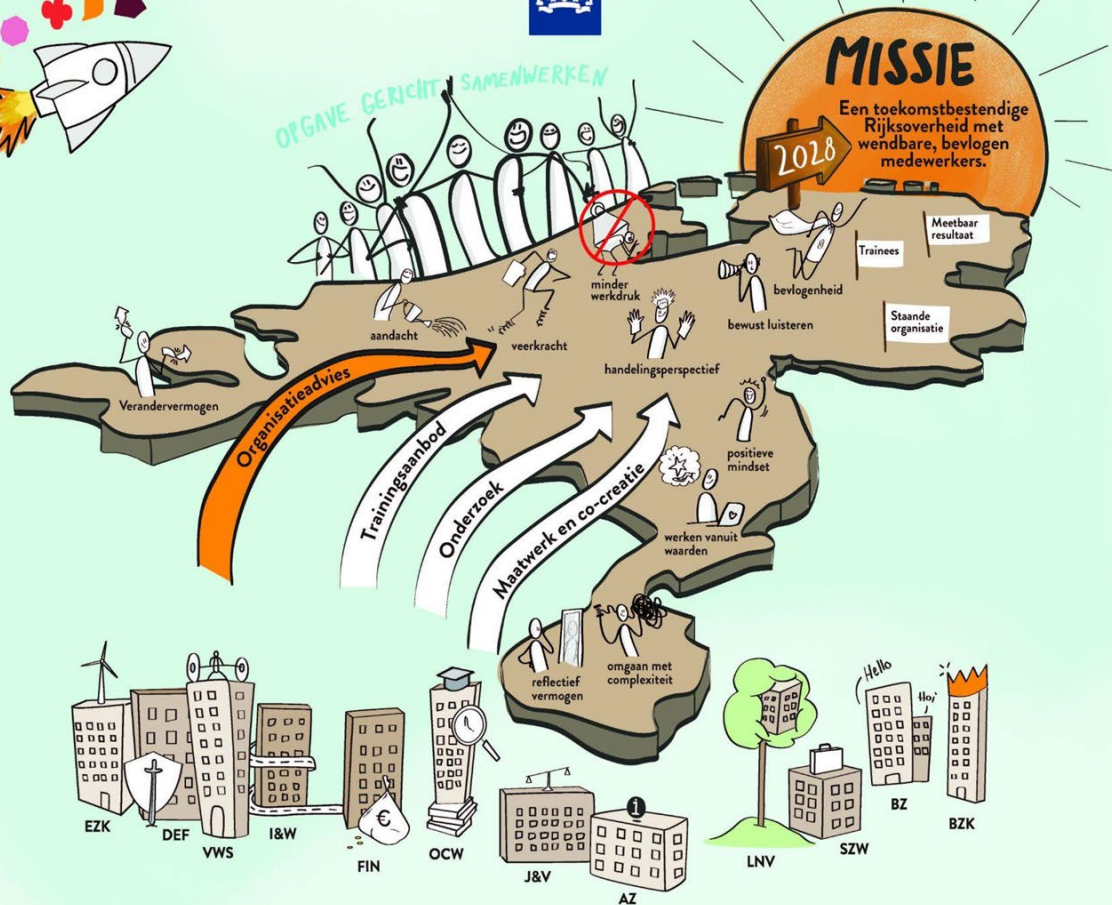 OPGAVE GERICHT SAMENWERKEN
MISSIE
Een toekomstbestendige
Rijksoverheid met
wendbare, bevlogen
medewerkers.
2028
Meetbaar
resultaat
Trainees
Staande
organisatie
bevlogenheid
minder
werkdruk
bewust luisteren
aandacht
veerkracht
handelingsperspectief
Verandervermogen
positieve
mindset
werken vanuit
waarden
Organisatieadvies
Trainingsaanbod
Onderzoek
Maatwerk en co-creatie
reflectief
vermogen
omgaan met
complexiteit
EZK
DEF
VWS
I&W
€
FIN
OCW
J&V
i
AZ
LNV
SZW
Hello
Hoi
BZ
BZK